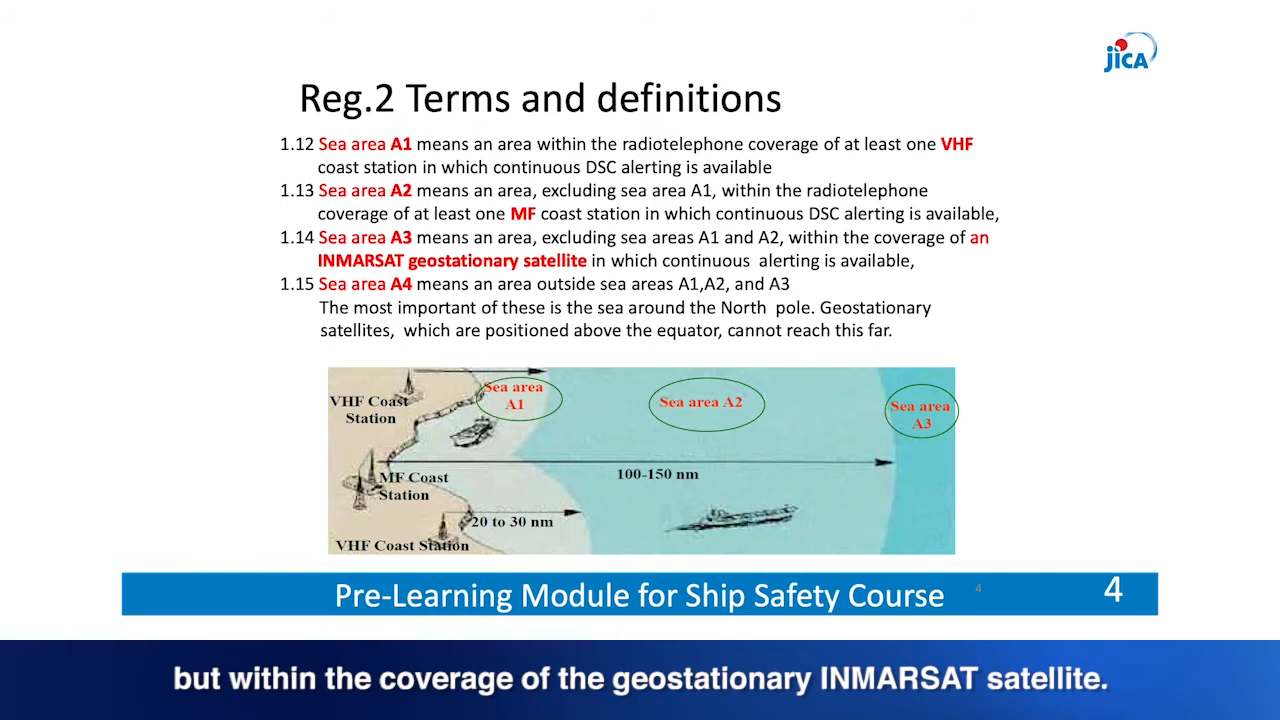 JICA
Reg.2 Terms and definitions
1.12 Sea area A1 means an area within the radiotelephone coverage of at least one VHF
coast station in which continuous DSC alerting is available
1.13 Sea area A2 means an area, excluding sea area A1, within the radiotelephone
coverage of at least one MF coast station in which continuous DSC alerting is available,
1.14 Sea area A3 means an area, excluding sea areas A1 and A2, within the coverage of an
INMARSAT geostationary satellite in which continuous alerting is available,
1.15 Sea area A4 means an area outside sea areas A1,A2, and A3
The most important of these is the sea around the North pole. Geostationary
satellites, which are positioned above the equator, cannot reach this far.
VHF Coast
Station
Sea area
A1
Sea area A2
Sea area
A3
MF Coast
Station
100-150 nm
20 to 30 nm
VHF Coast Station
Pre-Learning Module for Ship Safety Course
4
4
but within the coverage of the geostationary INMARSAT satellite.